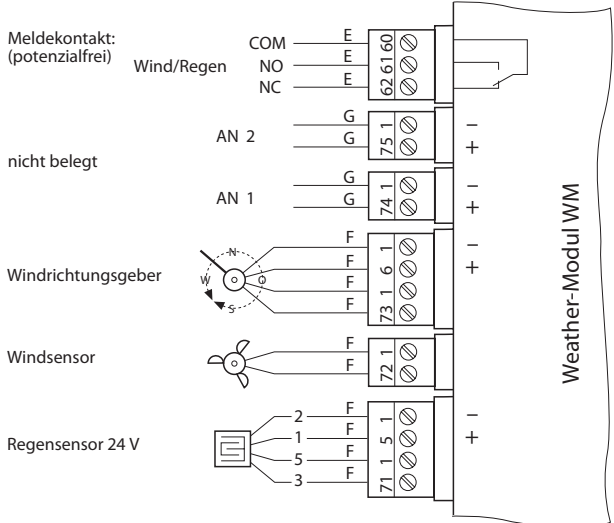 Meldekontakt:
(potenzialfrei)
Wind/Regen
COM E 60
NO E 61
NC E 62
AN 2
G 1 –
G 75 +
nicht belegt
AN 1
G 1 –
G 74 +
Windrichtungsgeber
N
W O
S
F 1 –
F 6 +
F 1
F 73
Windsensor
F 1
F 72
Regensensor 24 V
2 F 1 –
1 F 5 +
5 F 1
3 F 71
Weather-Modul WM